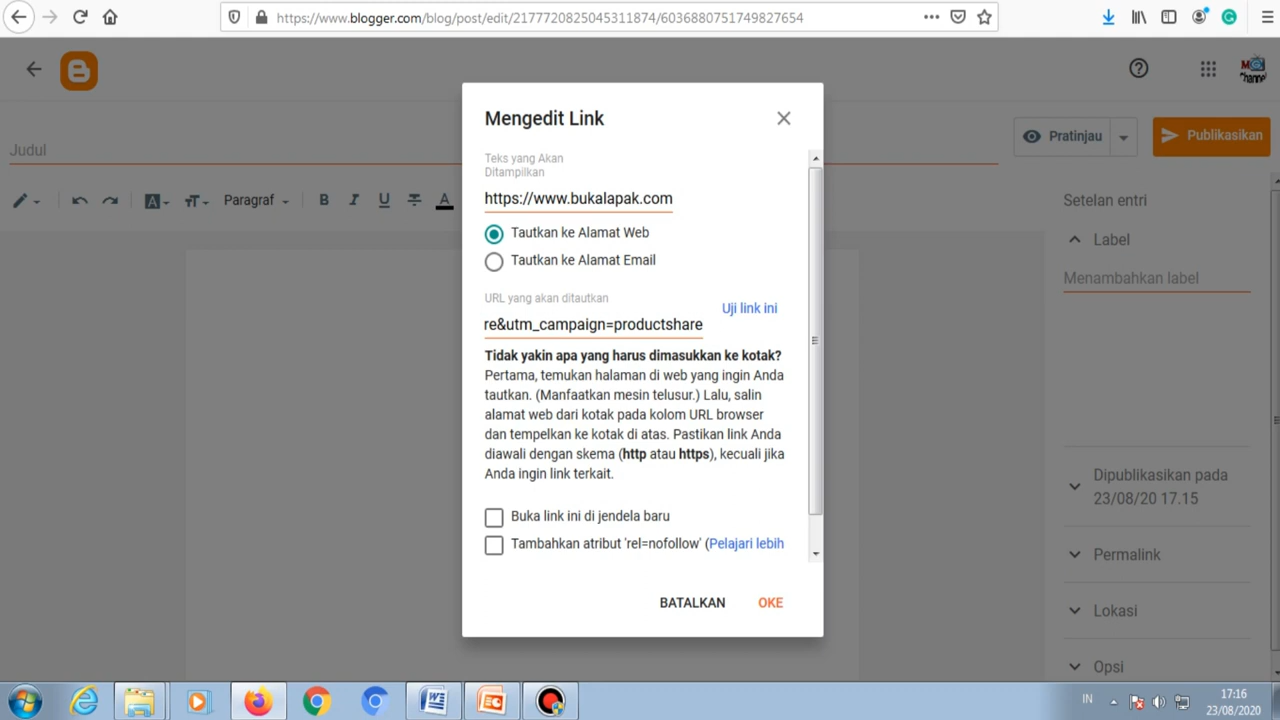 https://www.blogger.com/blog/post/edit/2177720825045311874/6036880751749827654
Judul
Pratinjau
Publikasikan
Paragraf
B I U A
Mengedit Link
Teks yang Akan
Ditampilkan
https://www.bukalapak.com
Tautkan ke Alamat Web
Tautkan ke Alamat Email
URL yang akan ditautkan
Uji link ini
re&utm_campaign=productshare
Tidak yakin apa yang harus dimasukkan ke kotak?
Pertama, temukan halaman di web yang ingin Anda
tautkan. (Manfaatkan mesin telusur.) Lalu, salin
alamat web dari kotak pada kolom URL browser
dan tempelkan ke kotak di atas. Pastikan link Anda
diawali dengan skema (http atau https), kecuali jika
Anda ingin link terkait.
Buka link ini di jendela baru
Tambahkan atribut 'rel=nofollow' (Pelajari lebih
BATALKAN OKE
Setelan entri
Label
Menambahkan label
Dipublikasikan pada
23/08/20 17.15
Permalink
Lokasi
Opsi
IN
17:16
23/08/2020